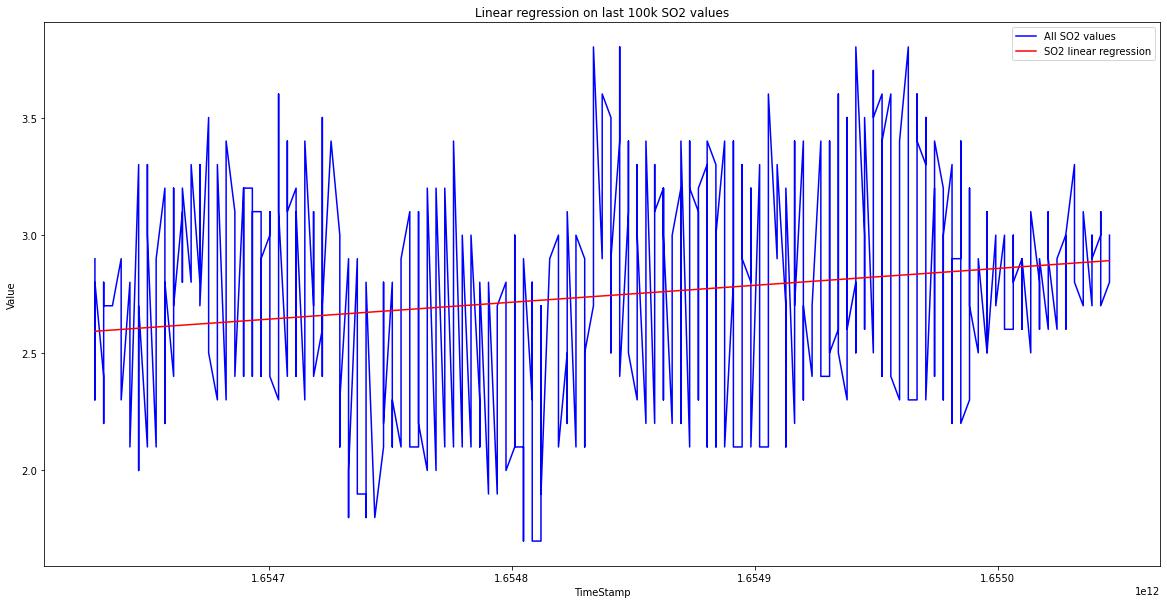 Linear regression on last 100k SO2 values
All SO2 values
SO2 linear regression
3.5
3.0
2.5
2.0
Value
1.6547
1.6548
1.6549
1.6550
TimeStamp
1e12